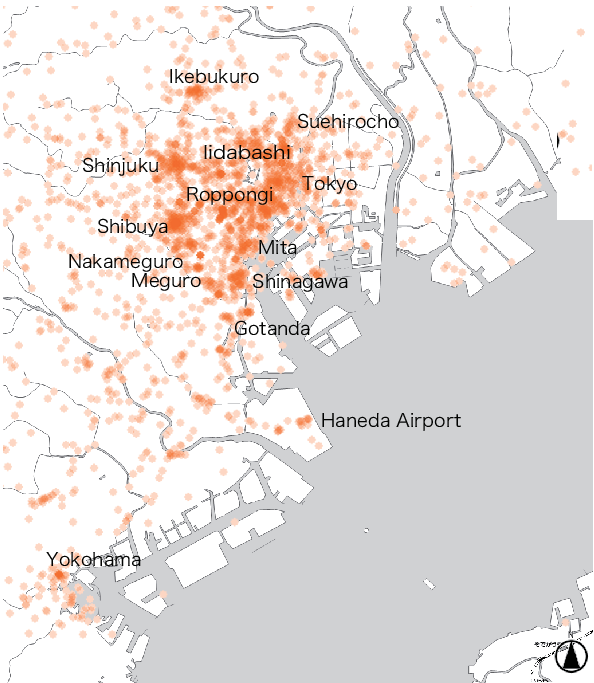 Ikebukuro
Suehirocho
Iidabashi
Shinjuku
Roppongi
Tokyo
Shibuya
Mita
Nakameguro
Meguro
Shinagawa
Gotanda
Haneda Airport
Yokohama